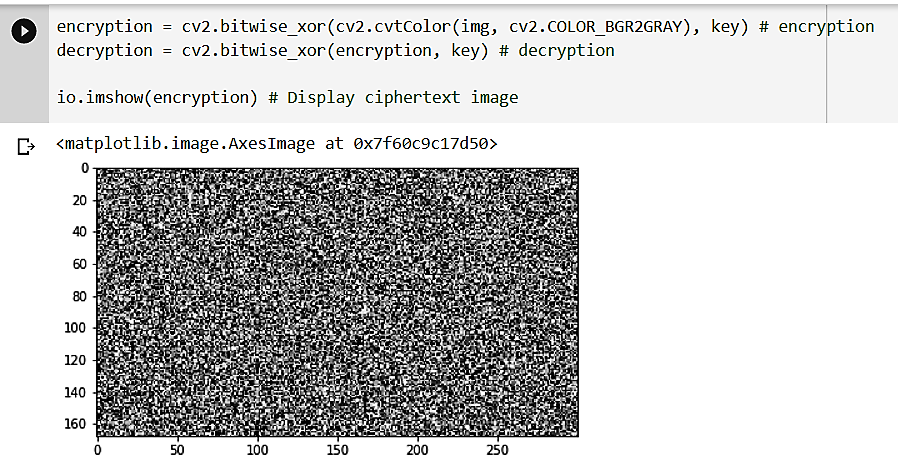 encryption = cv2.bitwise_xor(cv2.cvtColor(img, cv2.COLOR_BGR2GRAY), key) # encryption
decryption = cv2.bitwise_xor(encryption, key) # decryption
io.imshow(encryption) # Display ciphertext image
<matplotlib.image.AxesImage at 0x7f60c9c17d50>
0
20
40
60
80
100
120
140
160
0 50 100 150 200 250